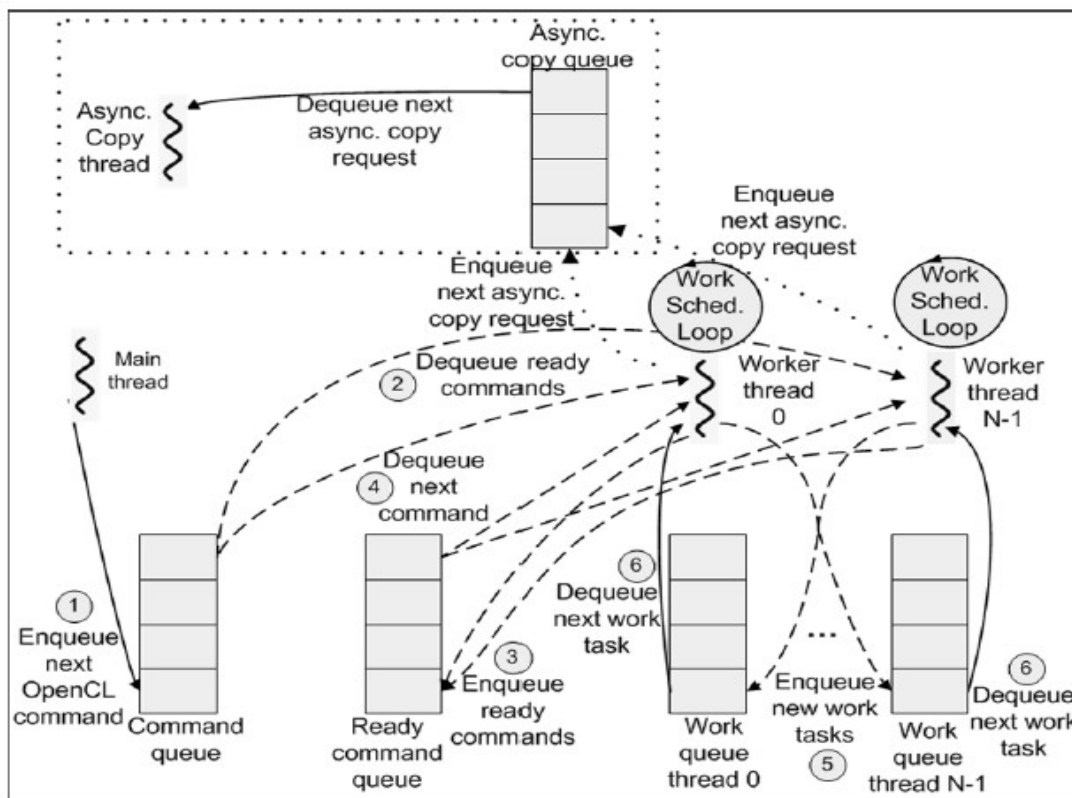 Async.
copy queue
Async.
Copy
thread
Dequeue next
async. copy
request
Enqueue
next async.
copy request
Enqueue
next async.
copy request
Work
Sched.
Loop
Work
Sched.
Loop
Main
thread
2
Dequeue ready
commands
Worker
thread
0
Worker
thread
N-1
4
Dequeue
next
command
1
Enqueue
next
OpenCL
command
6
Dequeue
next work
task
3
Enqueue
ready
commands
...
Enqueue
new work
tasks
5
6
Dequeue
next work
task
Command
queue
Ready
command
queue
Work
queue
thread 0
Work
queue
thread N-1